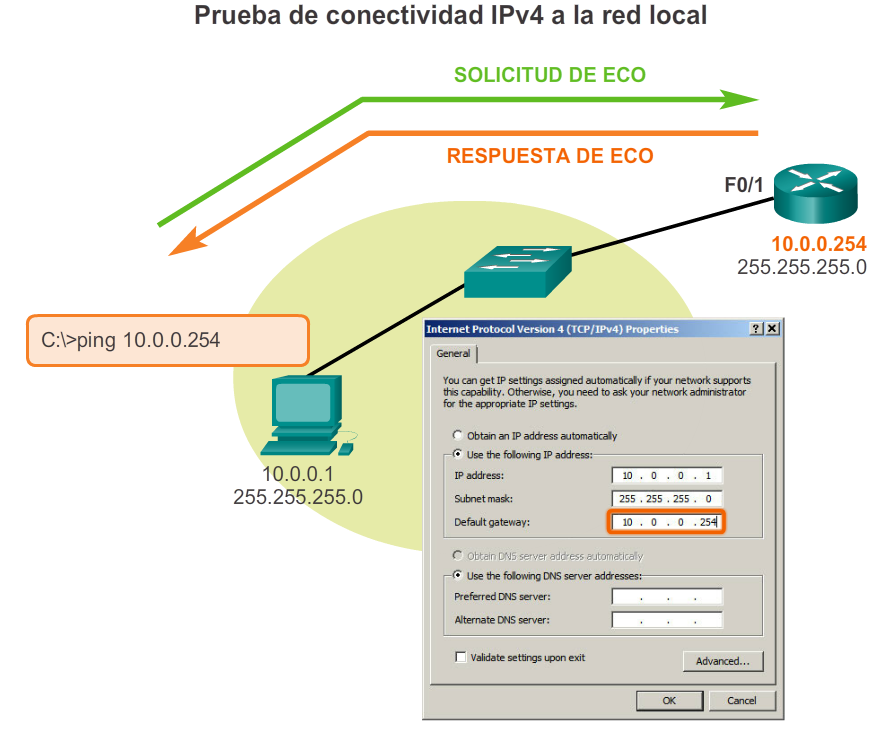 Prueba de conectividad IPv4 a la red local
SOLICITUD DE ECO
RESPUESTA DE ECO
F0/1
10.0.0.254
255.255.255.0
C:\>ping 10.0.0.254
10.0.0.1
255.255.255.0
Internet Protocol Version 4 (TCP/IPv4) Properties
General
You can get IP settings assigned automatically if your network supports
this capability. Otherwise, you need to ask your network administrator
for the appropriate IP settings.
Obtain an IP address automatically
Use the following IP address:
IP address: 10 . 0 . 0 . 1
Subnet mask: 255 . 255 . 255 . 0
Default gateway: 10 . 0 . 0 . 254
Obtain DNS server address automatically
Use the following DNS server addresses:
Preferred DNS server: . . .
Alternate DNS server: . . .
Validate settings upon exit
Advanced...
OK Cancel